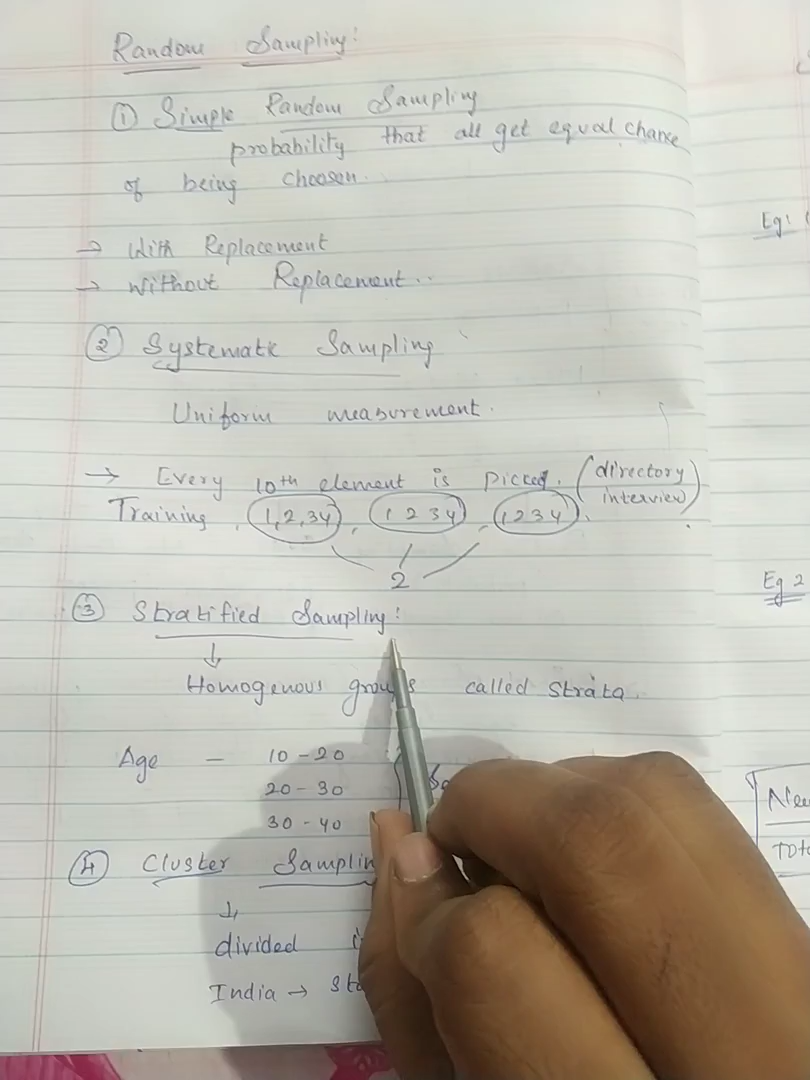 Random Sampling:
① Simple Random Sampling
probability that all get equal chance
of being choosen.
→ With Replacement
→ Without Replacement..
② Systematic Sampling
Uniform measurement.
→ Every 10th element is picked. (directory
interview)
Training, 1,2,34, 1 2 3 4, 1 2 3 4.
2
③ Stratified Sampling:
↓
Homogenous groups called strata.
Age - 10-20
20-30
30-40
④ Cluster Samplin
↓
divided
India →
Eg:
Eg 2